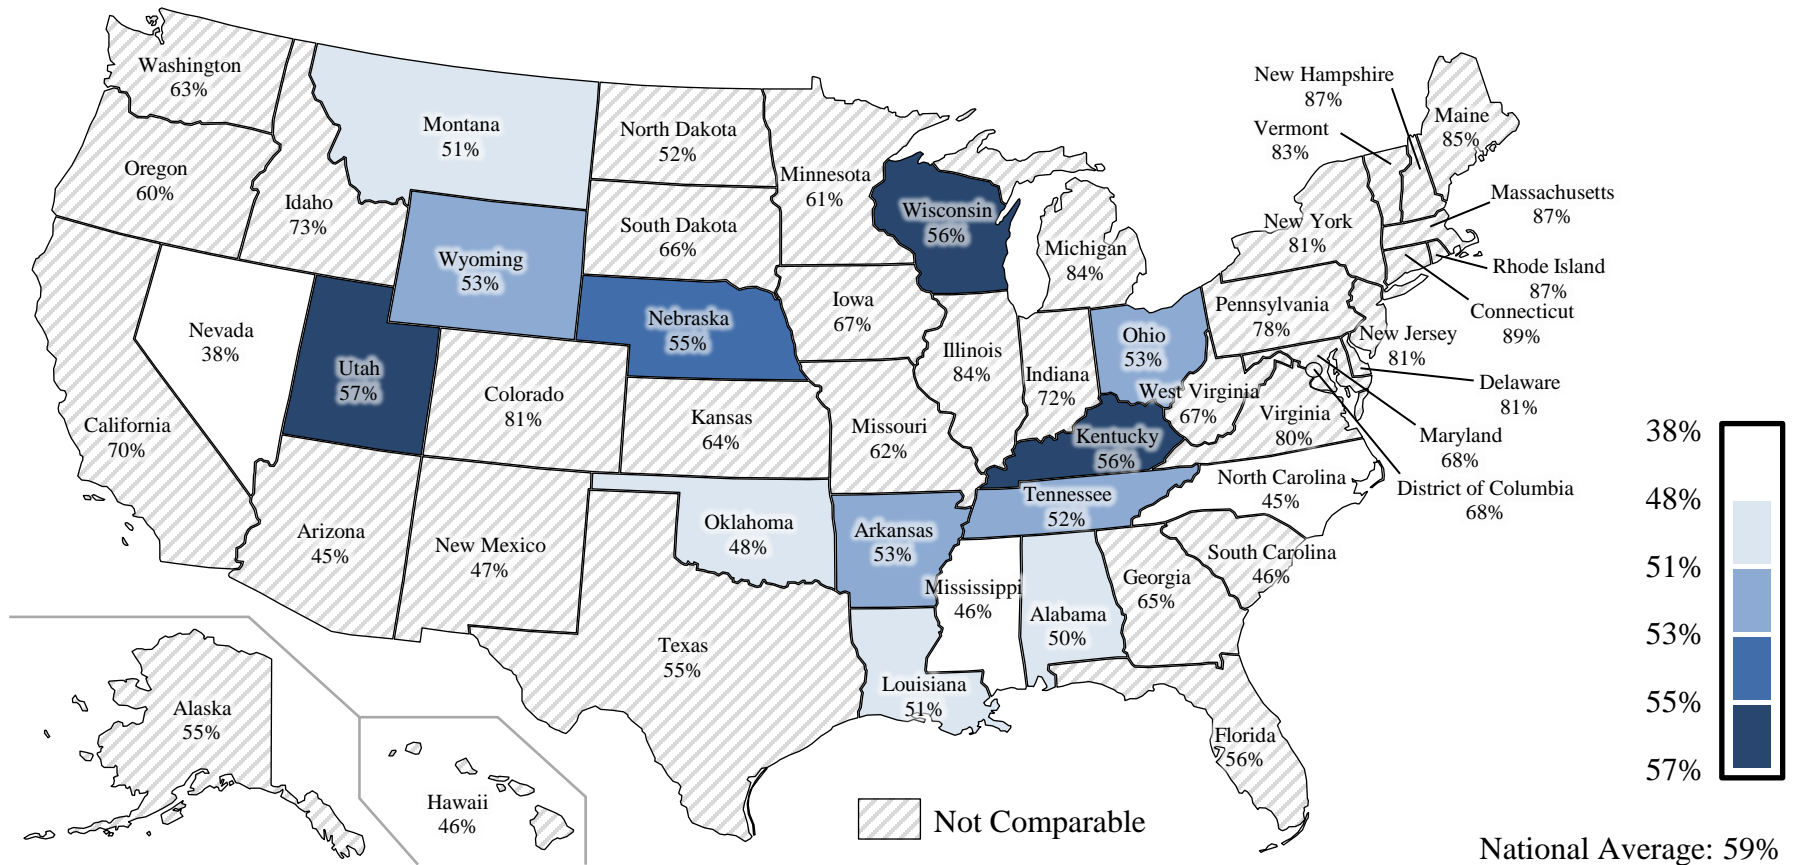 Washington
63%
Oregon
60%
California
70%
Nevada
38%
Idaho
73%
Montana
51%
Wyoming
53%
Utah
57%
Arizona
45%
Colorado
81%
New Mexico
47%
North Dakota
52%
South Dakota
66%
Nebraska
55%
Kansas
64%
Oklahoma
48%
Texas
55%
Minnesota
61%
Iowa
67%
Missouri
62%
Arkansas
53%
Louisiana
51%
Wisconsin
56%
Illinois
84%
Michigan
84%
Indiana
72%
Ohio
53%
Kentucky
56%
Tennessee
52%
Mississippi
46%
Alabama
50%
Georgia
65%
Florida
56%
South Carolina
46%
North Carolina
45%
Virginia
80%
West Virginia
67%
Pennsylvania
78%
New York
81%
Vermont
83%
New Hampshire
87%
Maine
85%
Massachusetts
87%
Rhode Island
87%
Connecticut
89%
New Jersey
81%
Delaware
81%
Maryland
68%
District of Columbia
68%
Alaska
55%
Hawaii
46%
Not Comparable
38%
48%
51%
53%
55%
57%
National Average: 59%